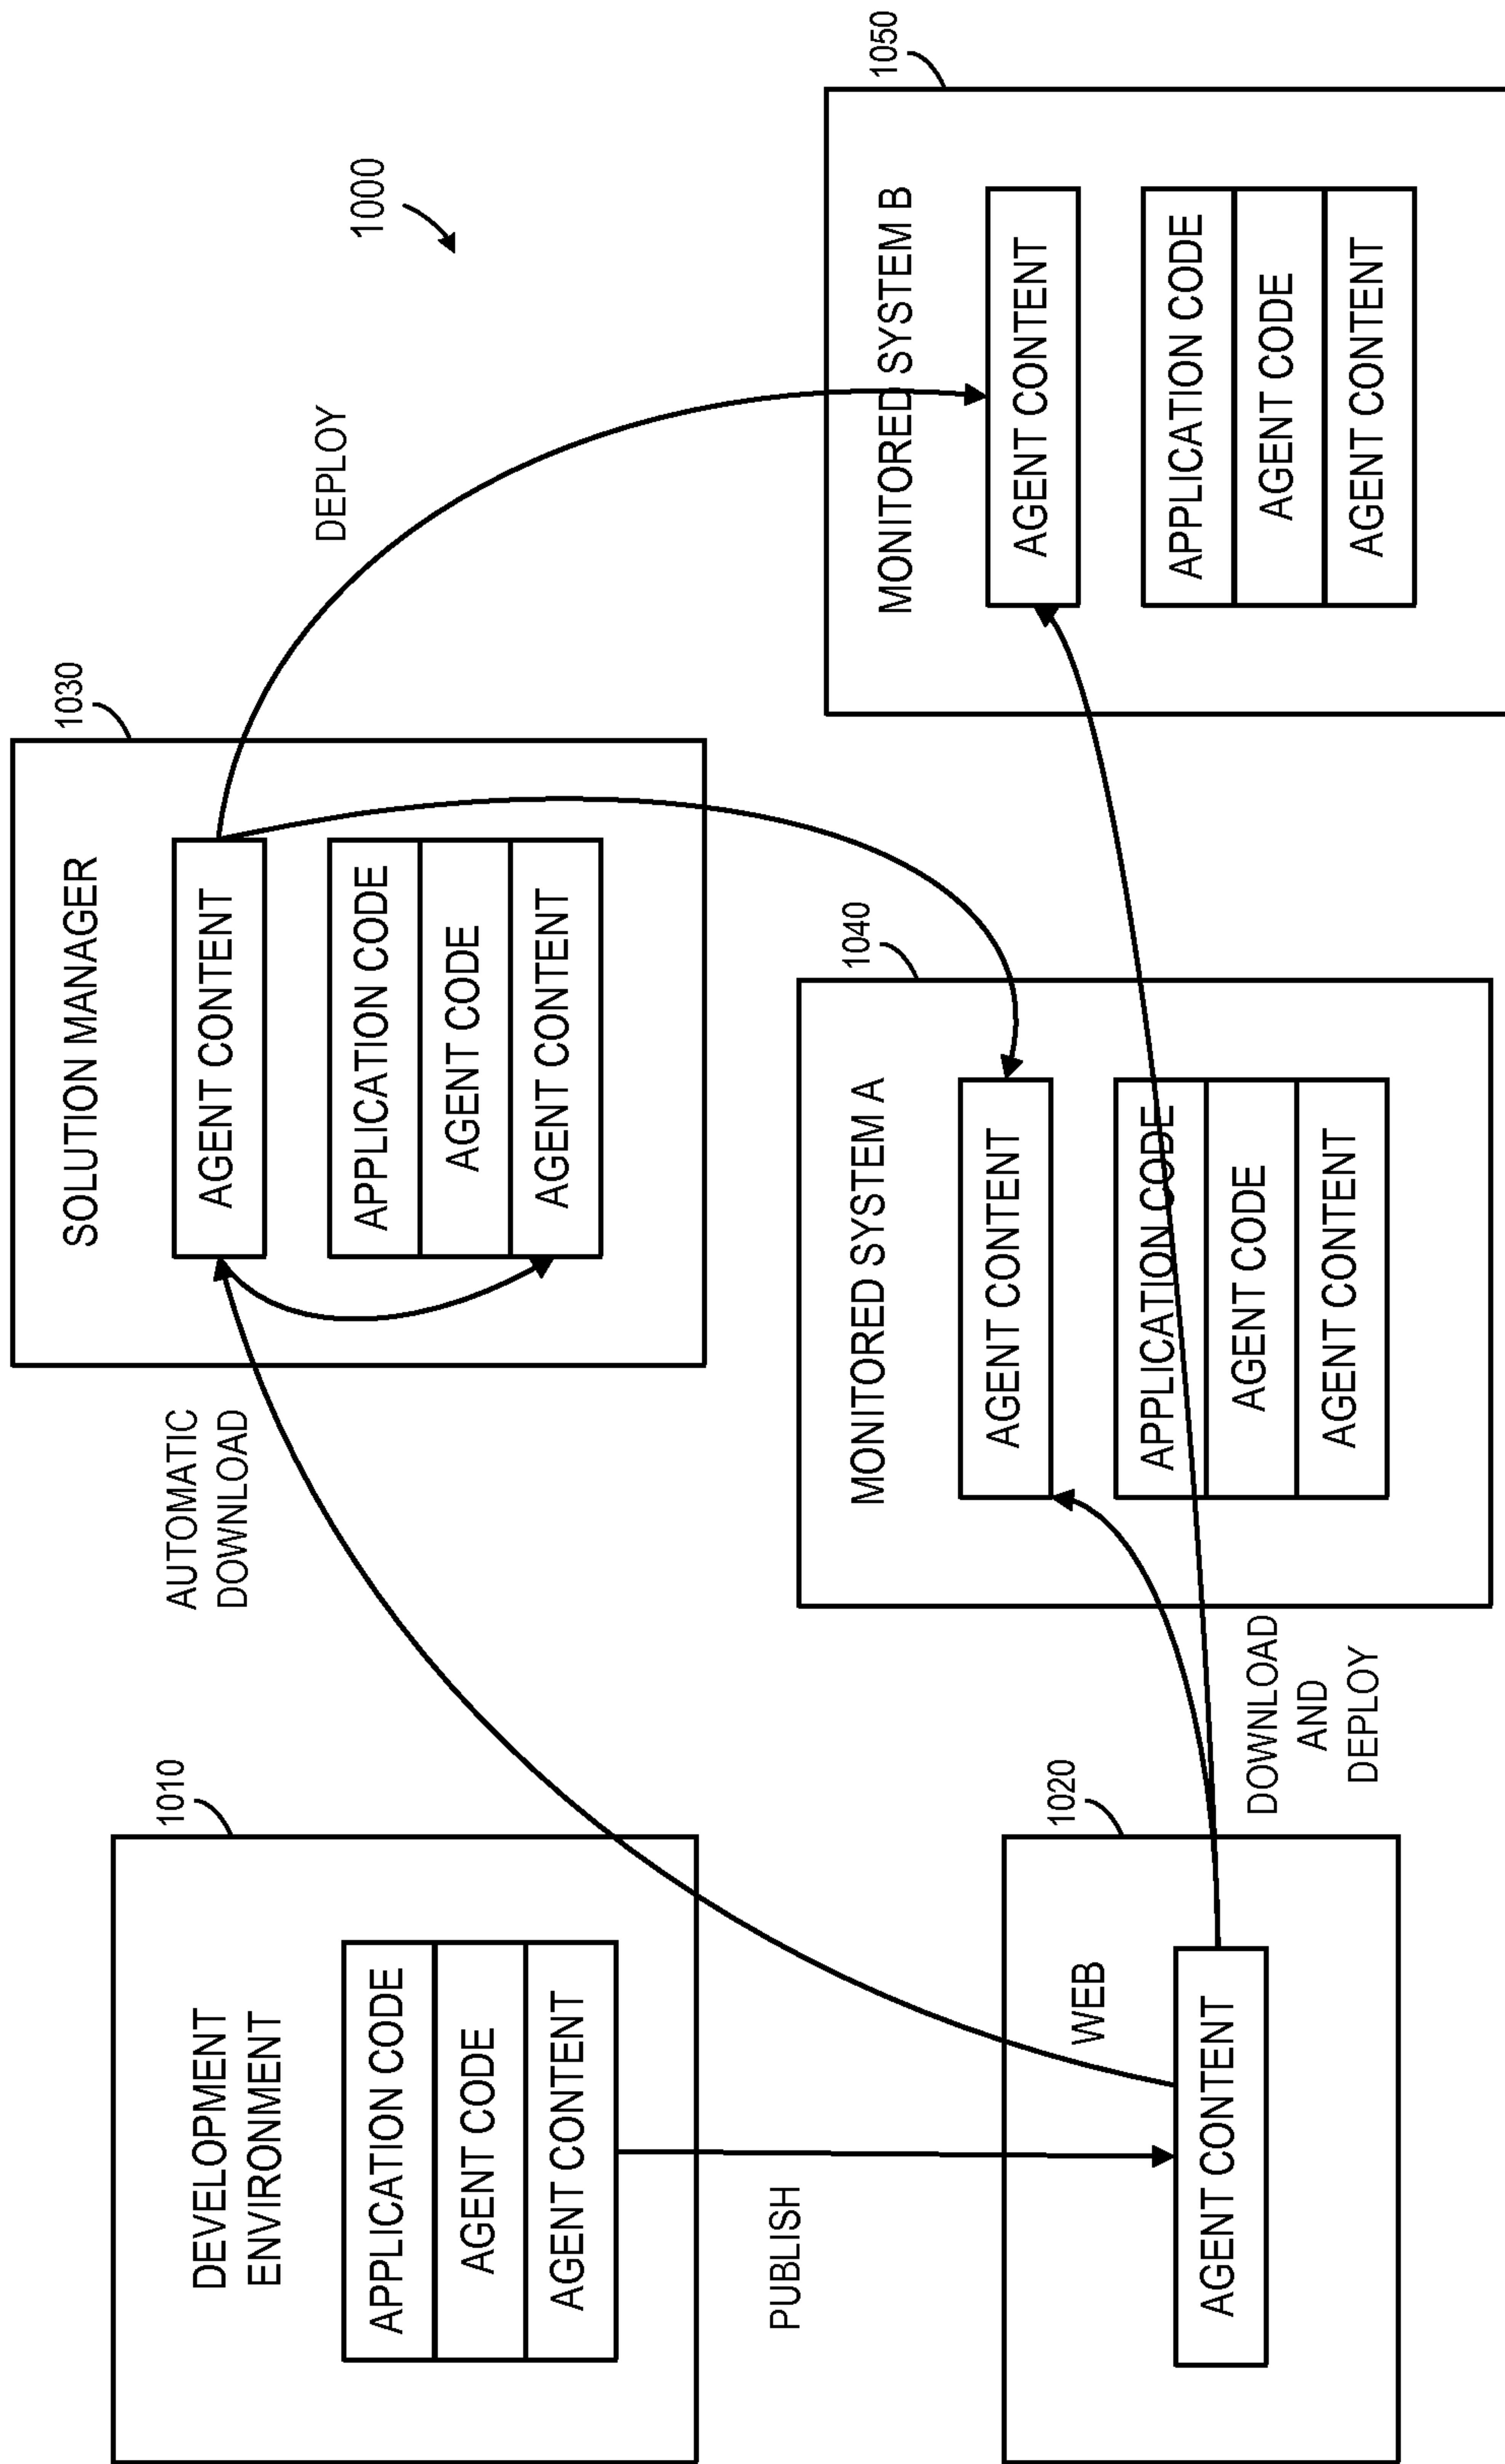 1000
1010
DEVELOPMENT
ENVIRONMENT
APPLICATION CODE
AGENT CODE
AGENT CONTENT
PUBLISH
1020
WEB
AGENT CONTENT
AUTOMATIC
DOWNLOAD
1030
SOLUTION MANAGER
AGENT CONTENT
APPLICATION CODE
AGENT CODE
AGENT CONTENT
DEPLOY
DOWNLOAD
AND
DEPLOY
1040
MONITORED SYSTEM A
AGENT CONTENT
APPLICATION CODE
AGENT CODE
AGENT CONTENT
1050
MONITORED SYSTEM B
AGENT CONTENT
APPLICATION CODE
AGENT CODE
AGENT CONTENT